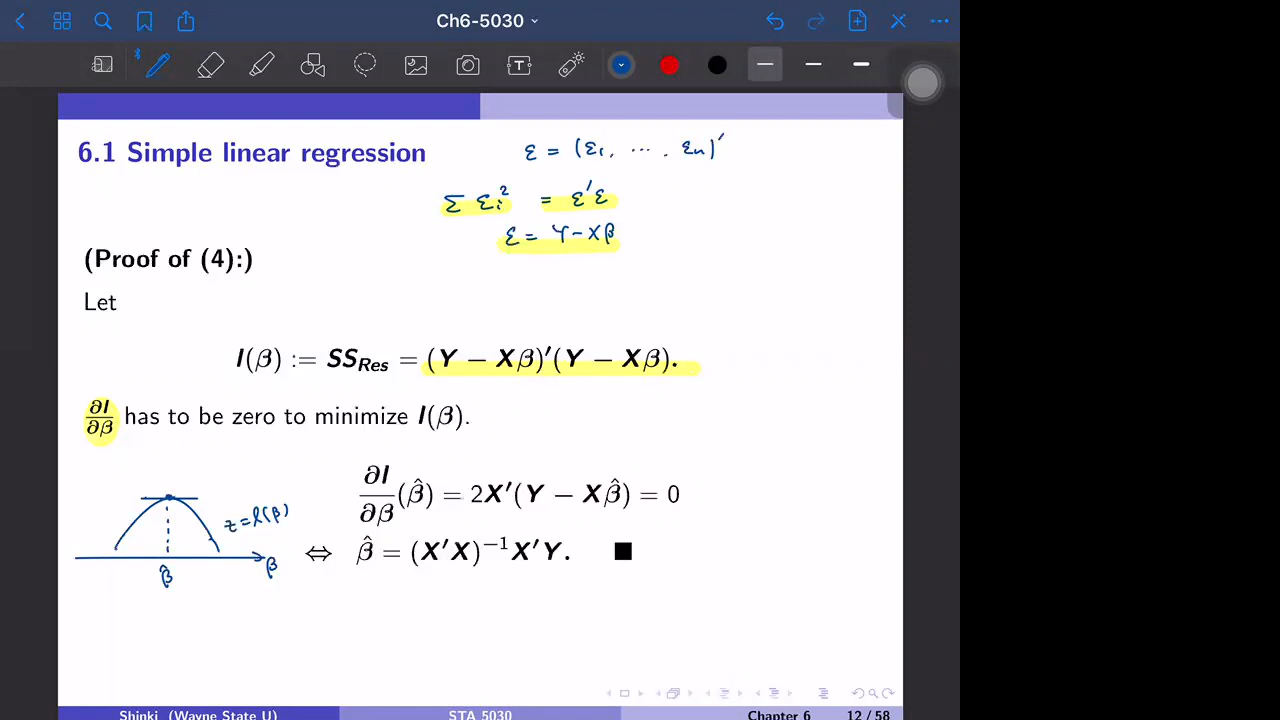 Ch6-5030
6.1 Simple linear regression
ε = (ε₁, ⋯ , εₙ)′
Σ εᵢ² = ε′ε
ε = Y − Xβ
(Proof of (4):)
Let
l(β) := SS_Res = (Y − Xβ)′(Y − Xβ).
∂l/∂β has to be zero to minimize l(β).
∂l/∂β (β̂) = 2X′(Y − Xβ̂) = 0
z = l(β)
⇔ β̂ = (X′X)⁻¹X′Y. ■
β
β̂
Shinki (Wayne State U)
STA 5030
Chapter 6
12 / 58